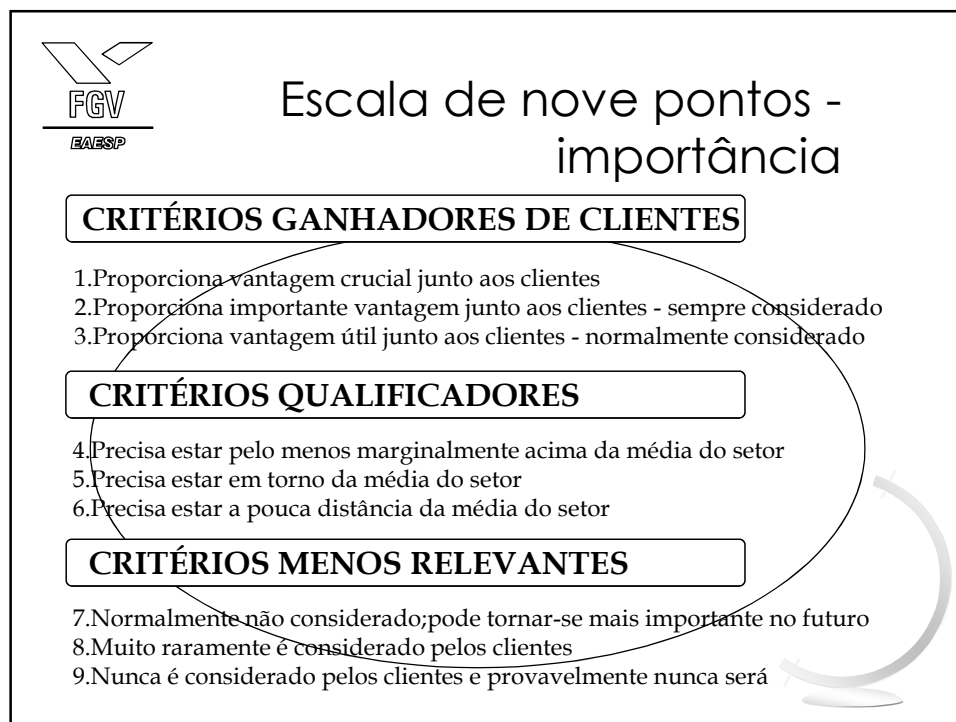 FGV
EAESP
Escala de nove pontos -
importância
CRITÉRIOS GANHADORES DE CLIENTES
1.Proporciona vantagem crucial junto aos clientes
2.Proporciona importante vantagem junto aos clientes - sempre considerado
3.Proporciona vantagem útil junto aos clientes - normalmente considerado
CRITÉRIOS QUALIFICADORES
4.Precisa estar pelo menos marginalmente acima da média do setor
5.Precisa estar em torno da média do setor
6.Precisa estar a pouca distância da média do setor
CRITÉRIOS MENOS RELEVANTES
7.Normalmente não considerado;pode tornar-se mais importante no futuro
8.Muito raramente é considerado pelos clientes
9.Nunca é considerado pelos clientes e provavelmente nunca será